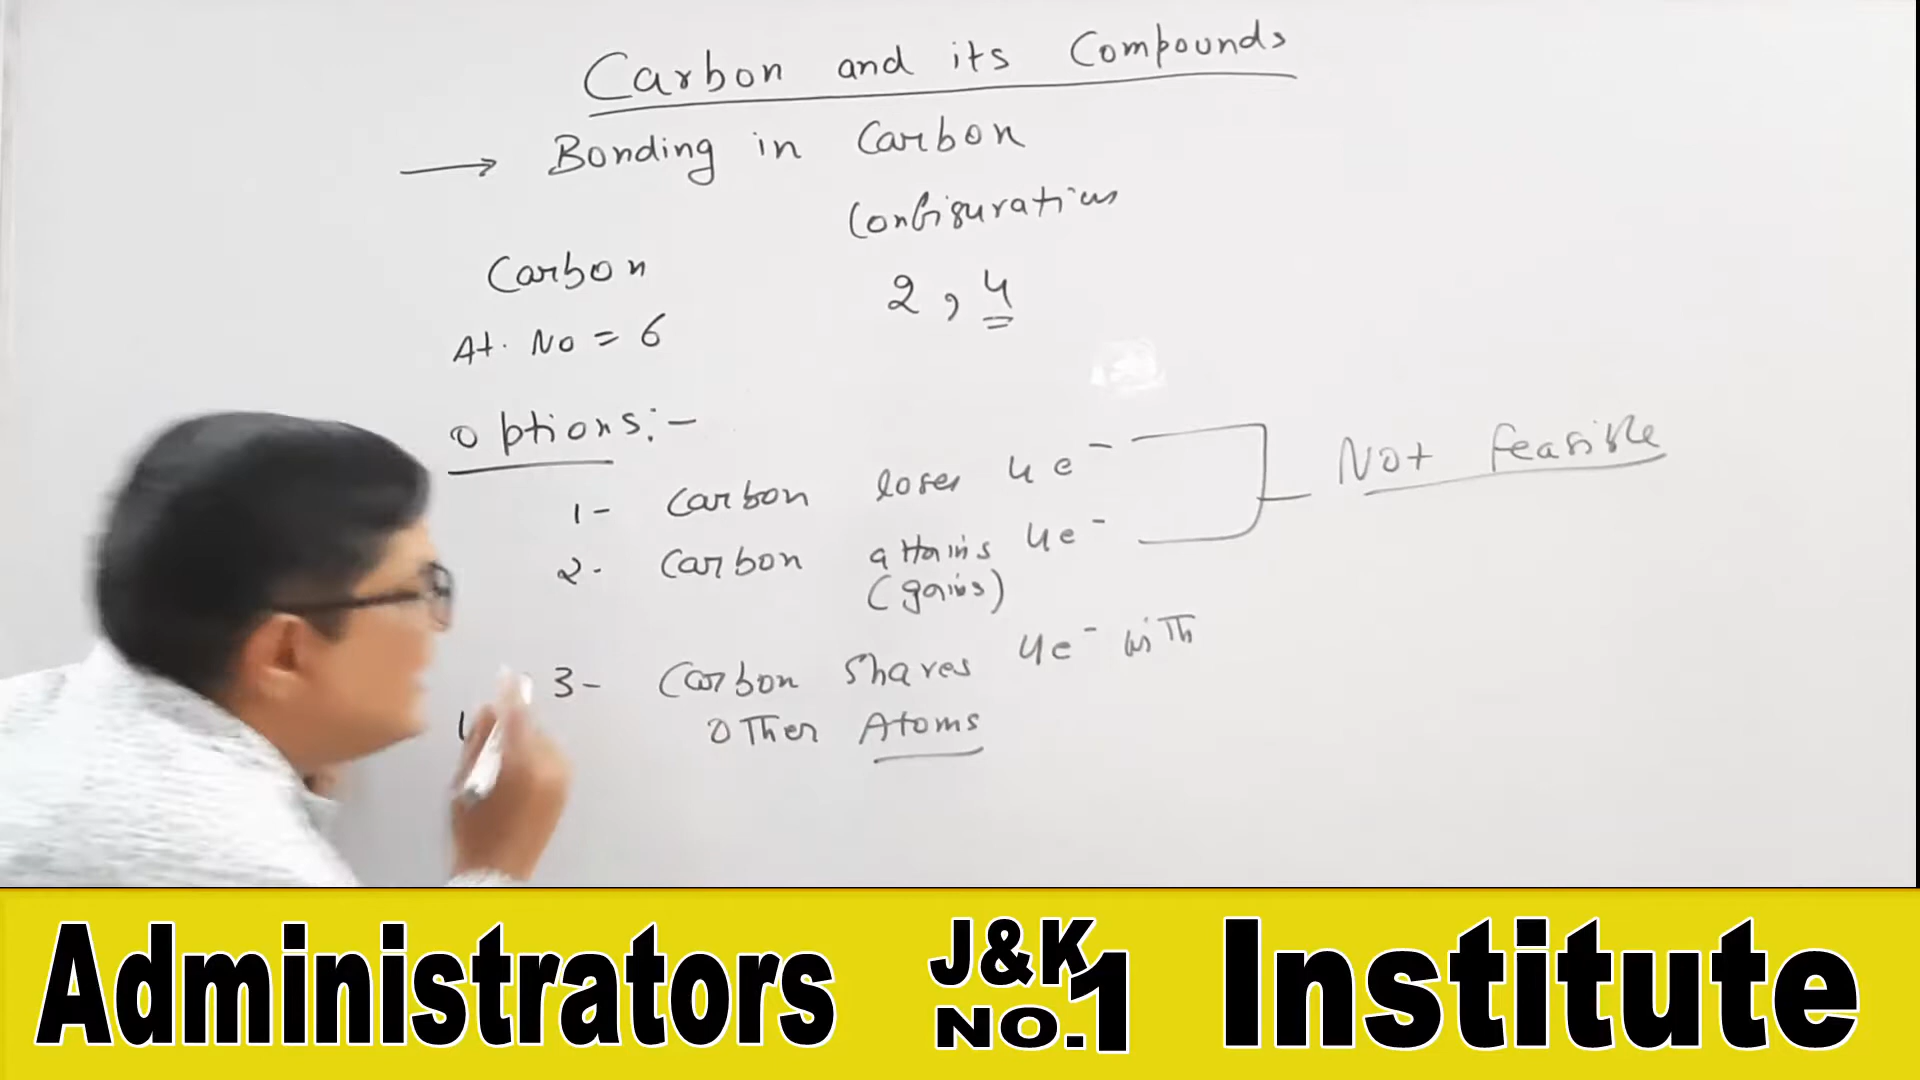 Carbon and its Compounds
→ Bonding in Carbon
Configuration
Carbon
2, 4
At. No = 6
Options:-
1- Carbon loses 4e⁻
Not feasible
2- Carbon attains 4e⁻
(gains)
3- Carbon shares 4e⁻ with
Other Atoms
Administrators J&K NO.1 Institute